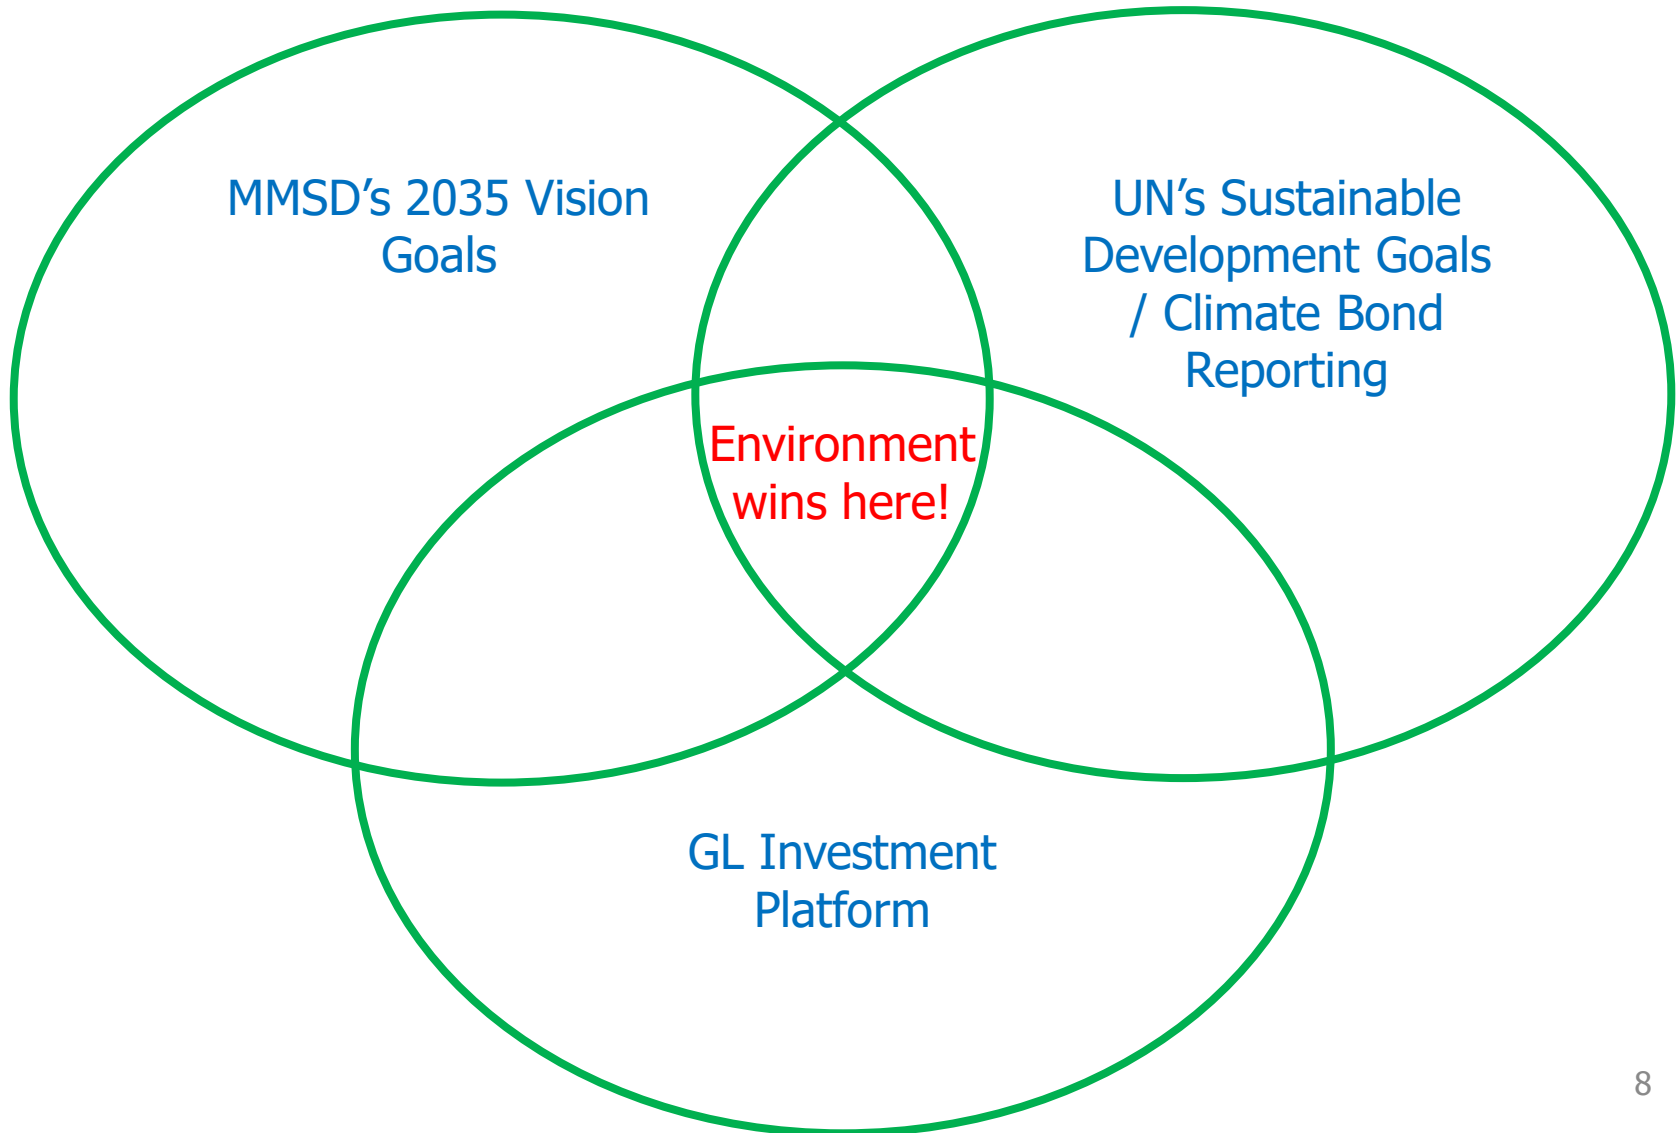 MMSD’s 2035 Vision
Goals
UN’s Sustainable
Development Goals
/ Climate Bond
Reporting
Environment
wins here!
GL Investment
Platform
8